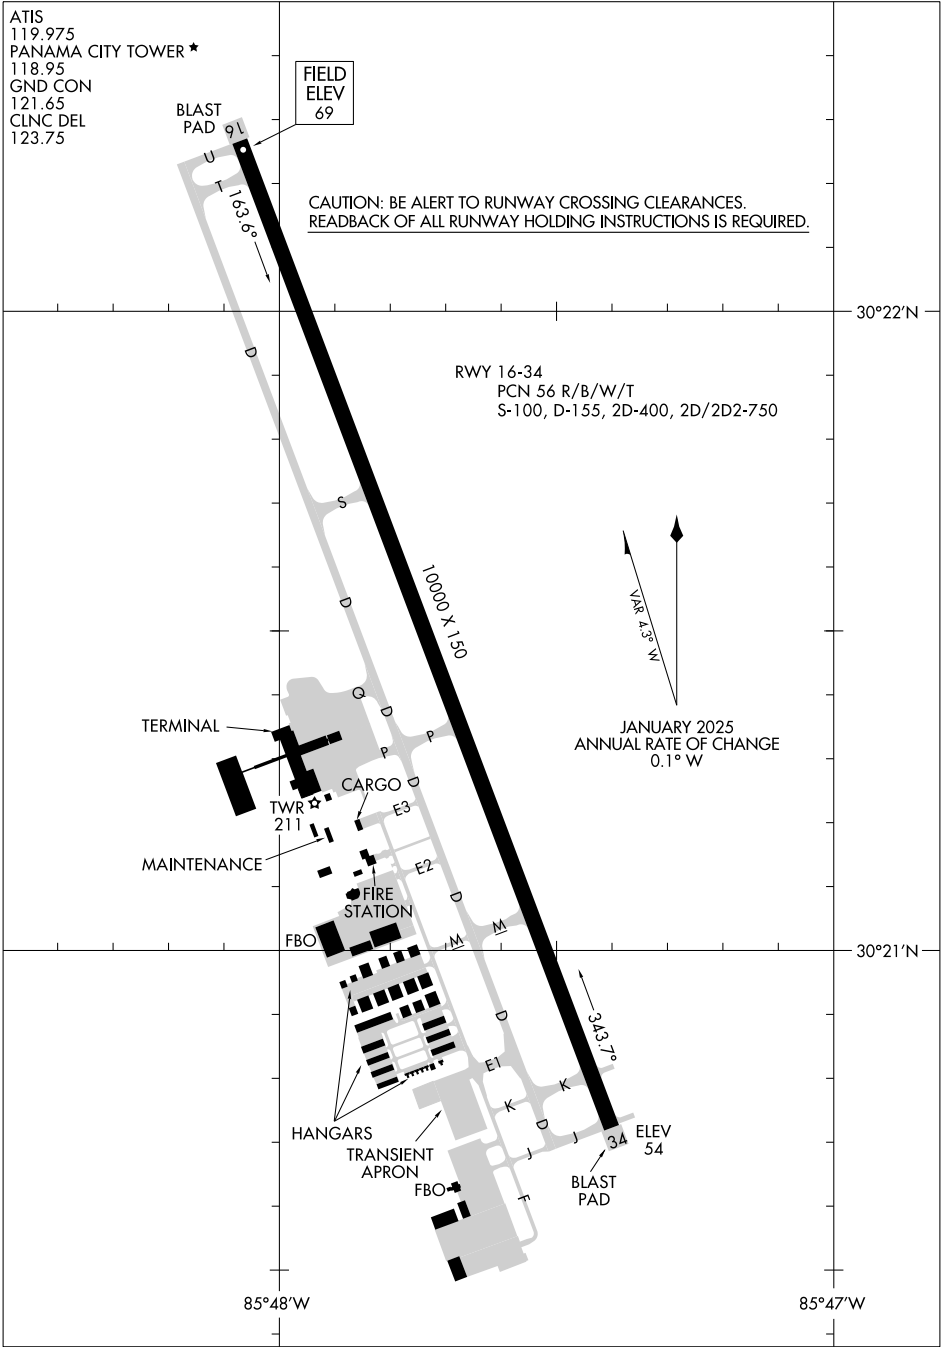 ATIS
119.975
PANAMA CITY TOWER
118.95
GND CON
121.65
CLNC DEL
123.75
FIELD
ELEV
69
BLAST
PAD
16
U
T
163.6°
CAUTION: BE ALERT TO RUNWAY CROSSING CLEARANCES.
READBACK OF ALL RUNWAY HOLDING INSTRUCTIONS IS REQUIRED.
30°22'N
D
RWY 16-34
PCN 56 R/B/W/T
S-100, D-155, 2D-400, 2D/2D2-750
S
10000 X 150
D
VAR 4.3° W
JANUARY 2025
ANNUAL RATE OF CHANGE
0.1° W
Q
D
TERMINAL
P
P
D
CARGO
TWR
211
E3
MAINTENANCE
E2
FIRE
STATION
D
FBO
M
M
30°21'N
D
343.7°
E1
K
K
HANGARS
D
J
J
34
ELEV
54
TRANSIENT
APRON
BLAST
PAD
FBO
F
85°48'W
85°47'W